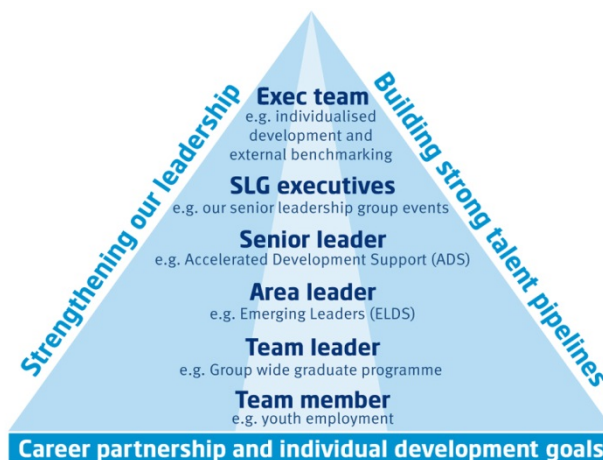 Strengthening our leadership
Building strong talent pipelines
Exec team
e.g. individualised
development and
external benchmarking
SLG executives
e.g. our senior leadership group events
Senior leader
e.g. Accelerated Development Support (ADS)
Area leader
e.g. Emerging Leaders (ELDS)
Team leader
e.g. Group wide graduate programme
Team member
e.g. youth employment
Career partnership and individual development goals